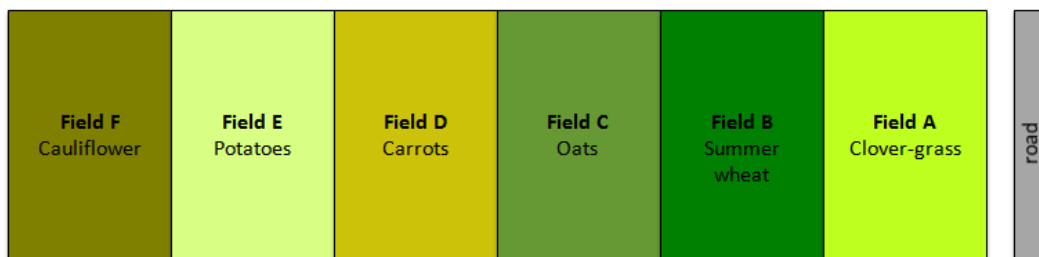 Field F
Cauliflower
Field E
Potatoes
Field D
Carrots
Field C
Oats
Field B
Summer
wheat
Field A
Clover-grass
road